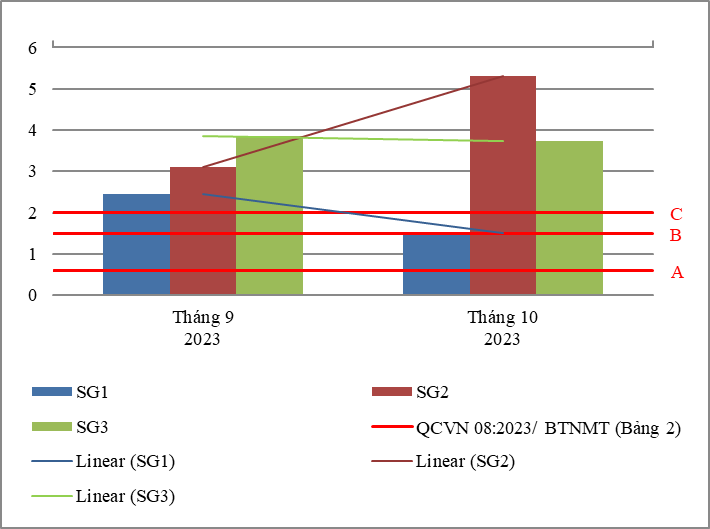 6
5
4
3
2
1
0
C
B
A
Tháng 9
2023
Tháng 10
2023
SG1
SG2
SG3
QCVN 08:2023/ BTNMT (Bảng 2)
Linear (SG1)
Linear (SG2)
Linear (SG3)